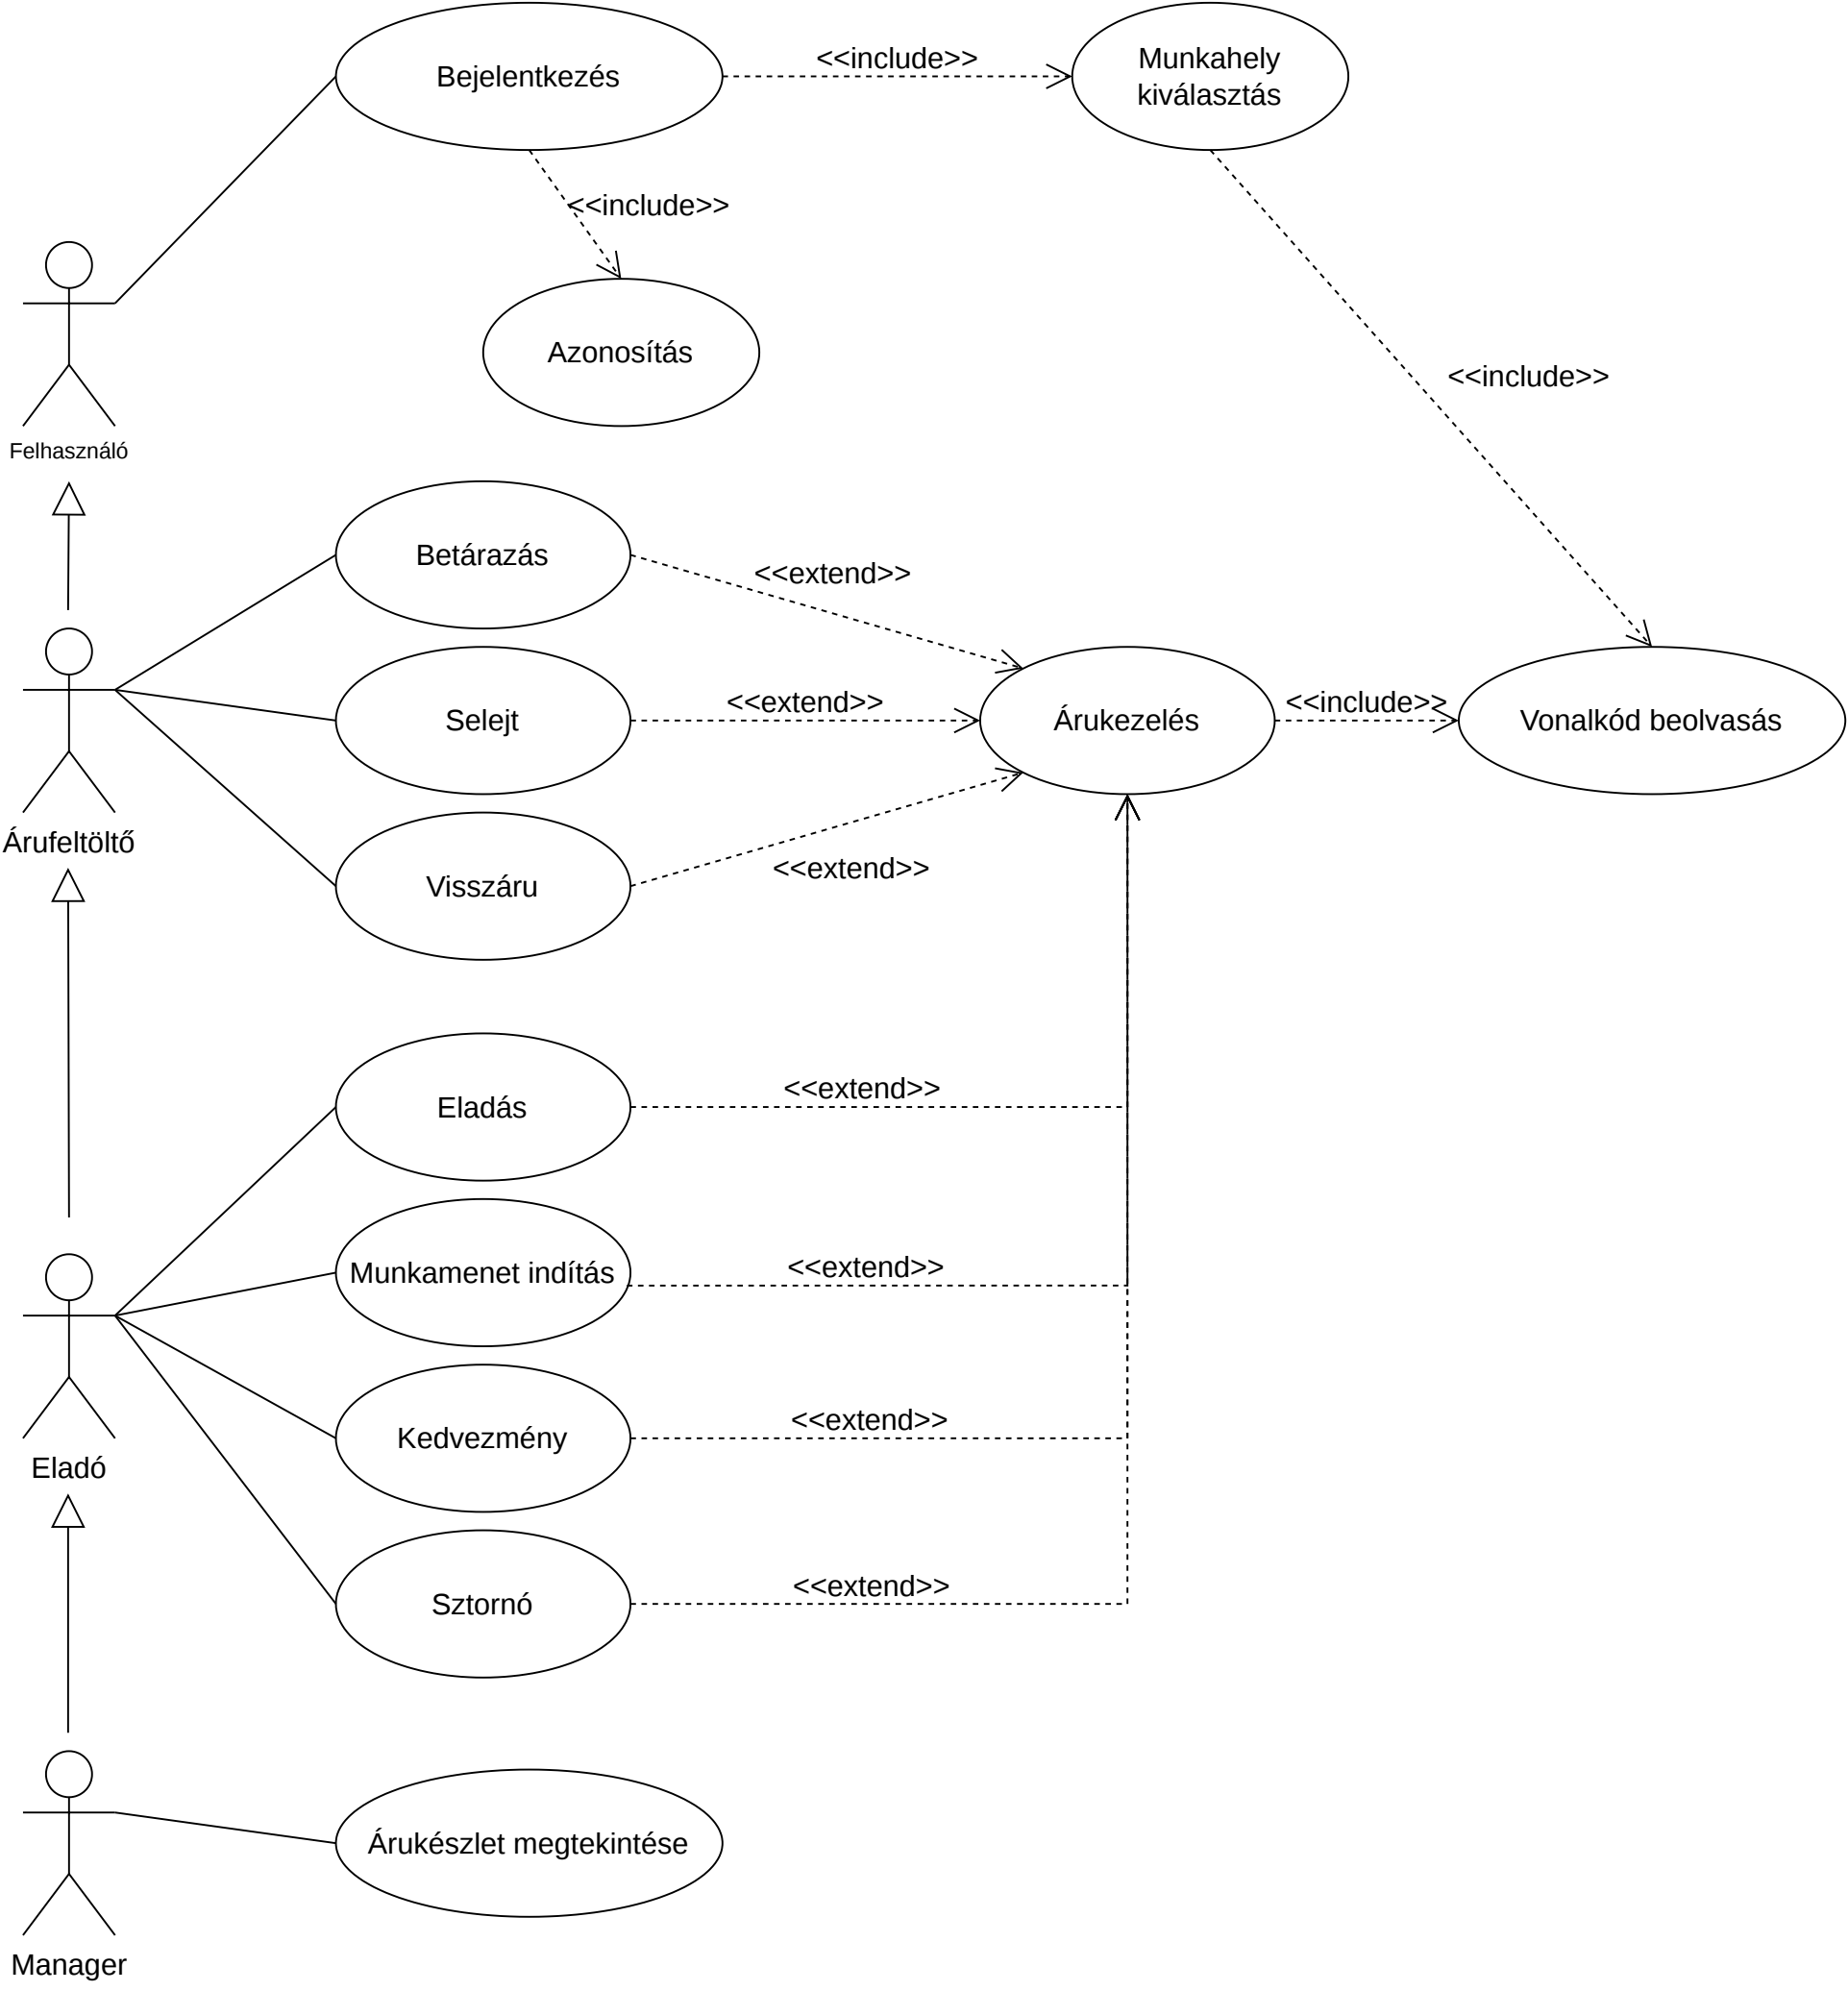 Bejelentkezés
<<include>>
Munkahely
kiválasztás
<<include>>
Azonosítás
<<include>>
Felhasználó
Betárazás
<<extend>>
Selejt
<<extend>>
Árukezelés
<<include>>
Vonalkód beolvasás
Árufeltöltő
Visszáru
<<extend>>
Eladás
<<extend>>
Munkamenet indítás
<<extend>>
Kedvezmény
<<extend>>
Eladó
Sztornó
<<extend>>
Árukészlet megtekintése
Manager